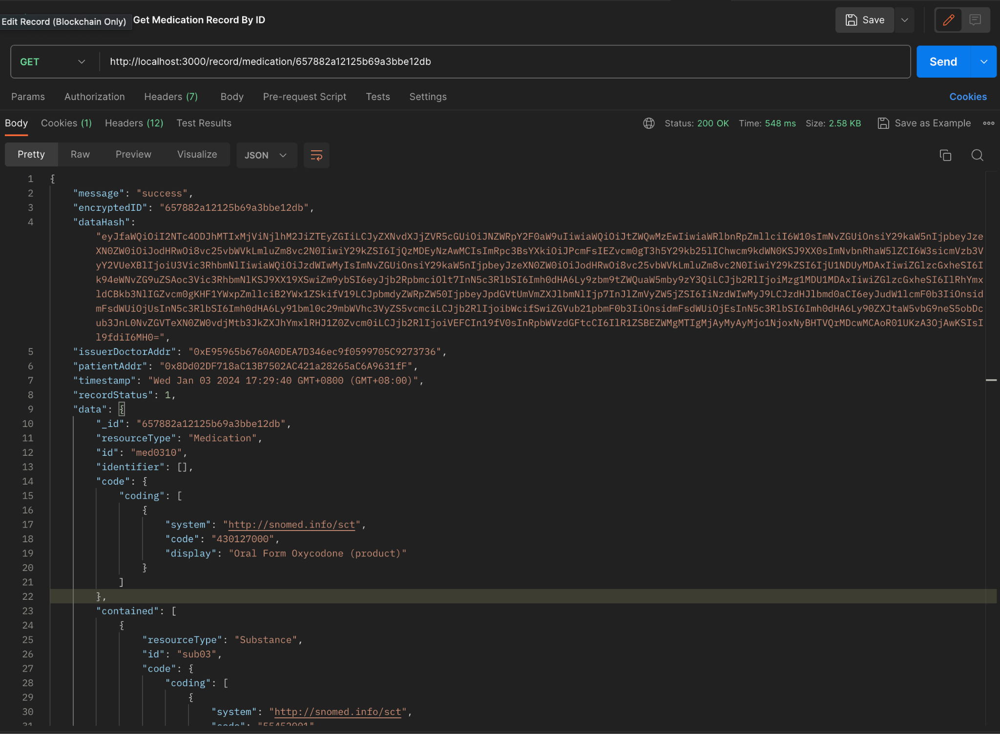 Edit Record (Blockchain Only) Get Medication Record By ID Save
GET http://localhost:3000/record/medication/657882a12125b69a3bbe12db Send
Params Authorization Headers (7) Body Pre-request Script Tests Settings Cookies
Body Cookies (1) Headers (12) Test Results Status: 200 OK Time: 548 ms Size: 2.58 KB Save as Example
Pretty Raw Preview Visualize JSON
1 {
2 "message": "success",
3 "encryptedID": "657882a12125b69a3bbe12db",
4 "dataHash":
"eyJfaWQiOiI2NTc4ODJhMTIxMjViNjlhM2JiZTEyZGIiLCJyZXNvdXJjZVR5cGUiOiJNZWRpY2F0aW9uIiwiaWQiOiJtZWQwMzEwIiwiaWRlbnRpZmllciI6W10sImNvZGUiOnsiY29kaW5nIjpbeyJze
XN0ZW0iOiJodHRwOi8vc25vbWVkLmluZm8vc2N0IiwiY29kZSI6IjQzMDEyNzAwMCIsImRpc3BsYXkiOiJPcmFsIEZvcm0gT3h5Y29kb25lIChwcm9kdWN0KSJ9XX0sImNvbnRhaW5lZCI6W3sicmVzb3V
yY2VUeXBlIjoiU3Vic3RhbmNlIiwiaWQiOiJzdWIwMyIsImNvZGUiOnsiY29kaW5nIjpbeyJzeXN0ZW0iOiJodHRwOi8vc25vbWVkLmluZm8vc2N0IiwiY29kZSI6IjU1NDUyMDAxIiwiZGlzcGxheSI6I
k94eWNvZG9uZSAoc3Vic3RhbmNlKSJ9XX19XSwiZm9ybSI6eyJjb2RpbmciOlt7InN5c3RlbSI6Imh0dHA6Ly9zbm9tZWQuaW5mby9zY3QiLCJjb2RlIjoiMzg1MDU1MDAxIiwiZGlzcGxheSI6IlRhYmx
ldCBkb3NlIGZvcm0gKHF1YWxpZmllciB2YWx1ZSkifV19LCJpbmdyZWRpZW50IjpbeyJpdGVtUmVmZXJlbmNlIjp7InJlZmVyZW5jZSI6IiNzdWIwMyJ9LCJzdHJlbmd0aCI6eyJudW1lcmF0b3IiOnsid
mFsdWUiOjUsInN5c3RlbSI6Imh0dHA6Ly91bml0c29mbWVhc3VyZS5vcmciLCJjb2RlIjoibWcifSwiZGVub21pbmF0b3IiOnsidmFsdWUiOjEsInN5c3RlbSI6Imh0dHA6Ly90ZXJtaW5vbG9neS5obDc
ub3JnL0NvZGVTeXN0ZW0vdjMtb3JkZXJhYmxlRHJ1Z0Zvcm0iLCJjb2RlIjoiVEFCIn19fV0sInRpbWVzdGFtcCI6IlR1ZSBEZWMgMTIgMjAyMyAyMjo1NjoxNyBHTVQrMDcwMCAoR01UKzA3OjAwKSIsI
l9fdiI6MH0=",
5 "issuerDoctorAddr": "0xE95965b6760A0DEA7D346ec9f0599705C9273736",
6 "patientAddr": "0x8Dd02DF718aC13B7502AC421a28265aC6A9631fF",
7 "timestamp": "Wed Jan 03 2024 17:29:40 GMT+0800 (GMT+08:00)",
8 "recordStatus": 1,
9 "data": {
10 "_id": "657882a12125b69a3bbe12db",
11 "resourceType": "Medication",
12 "id": "med0310",
13 "identifier": [],
14 "code": {
15 "coding": [
16 {
17 "system": "http://snomed.info/sct",
18 "code": "430127000",
19 "display": "Oral Form Oxycodone (product)"
20 }
21 ]
22 },
23 "contained": [
24 {
25 "resourceType": "Substance",
26 "id": "sub03",
27 "code": {
28 "coding": [
29 {
30 "system": "http://snomed.info/sct",
31 "code": "55452001"